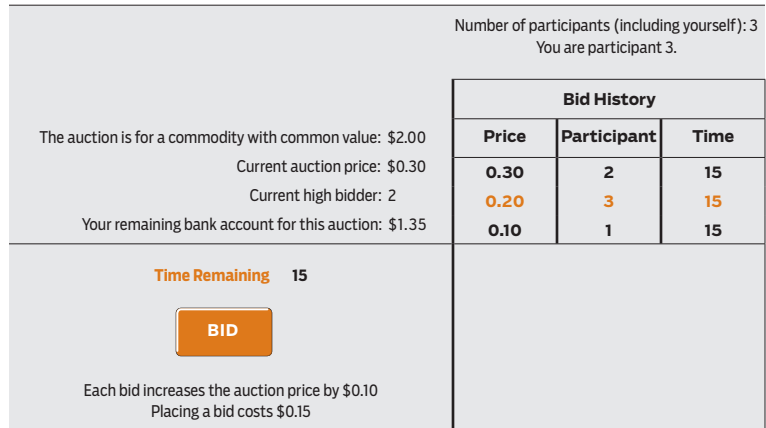 Number of participants (including yourself): 3
You are participant 3.
Bid History
The auction is for a commodity with common value: $2.00
Current auction price: $0.30
Current high bidder: 2
Your remaining bank account for this auction: $1.35
Price Participant Time
0.30 2 15
0.20 3 15
0.10 1 15
Time Remaining 15
BID
Each bid increases the auction price by $0.10
Placing a bid costs $0.15